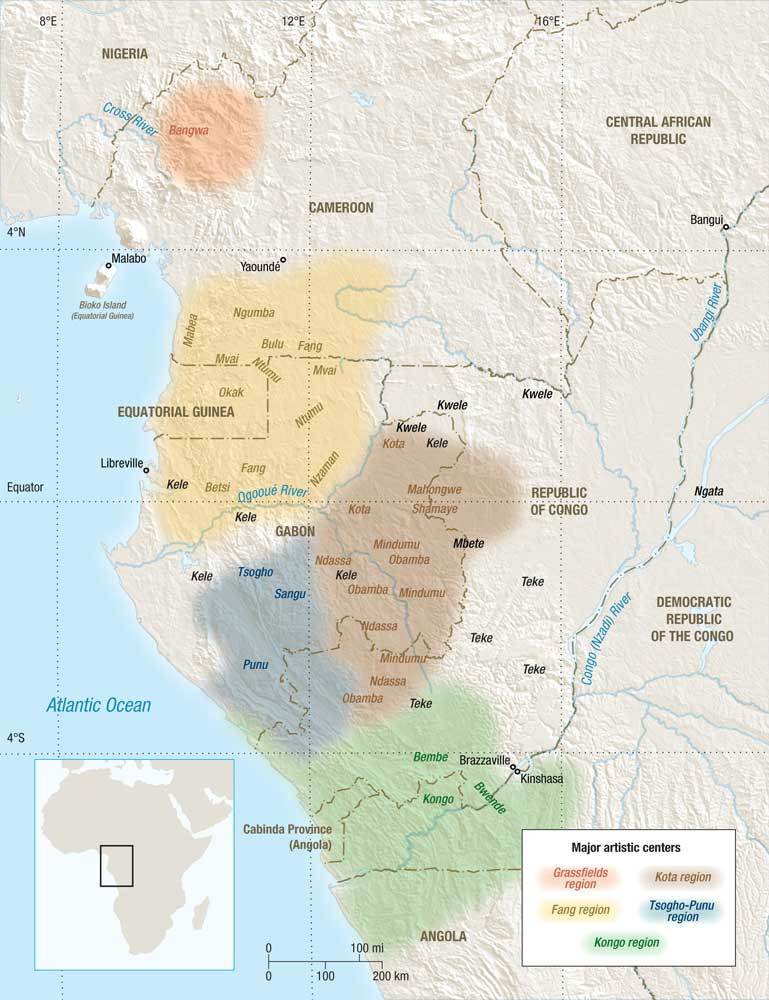 8°E
12°E
16°E
NIGERIA
Cross River
Bangwa
CENTRAL AFRICAN
REPUBLIC
CAMEROON
Bangui
4°N
Malabo
Yaoundé
Bioko Island
(Equatorial Guinea)
Ubangi River
Mabea
Ngumba
Bulu
Fang
Mvai
Ntumu
Mvai
Okak
Kwele
Kwele
EQUATORIAL GUINEA
Ntumu
Kwele
Kota
Kele
Libreville
Fang
Nzaman
Kele
Betsi
Ogooué River
Mahongwe
Ngata
Equator
REPUBLIC
OF CONGO
Kele
Kota
Shamaye
GABON
Mindumu
Mbete
Ndassa
Obamba
Tsogho
Kele
Kele
Sangu
Obamba
Mindumu
Teke
DEMOCRATIC
REPUBLIC
OF THE CONGO
Ndassa
Teke
Congo (Nzadi) River
Punu
Mindumu
Teke
Ndassa
Obamba
Teke
Atlantic Ocean
4°S
Bembe
Brazzaville
Kinshasa
Kongo
Bwende
Cabinda Province
(Angola)
Major artistic centers
Grassfields
region
Kota region
Fang region
Tsogho-Punu
region
Kongo region
ANGOLA
0
100 mi
0
100
200 km